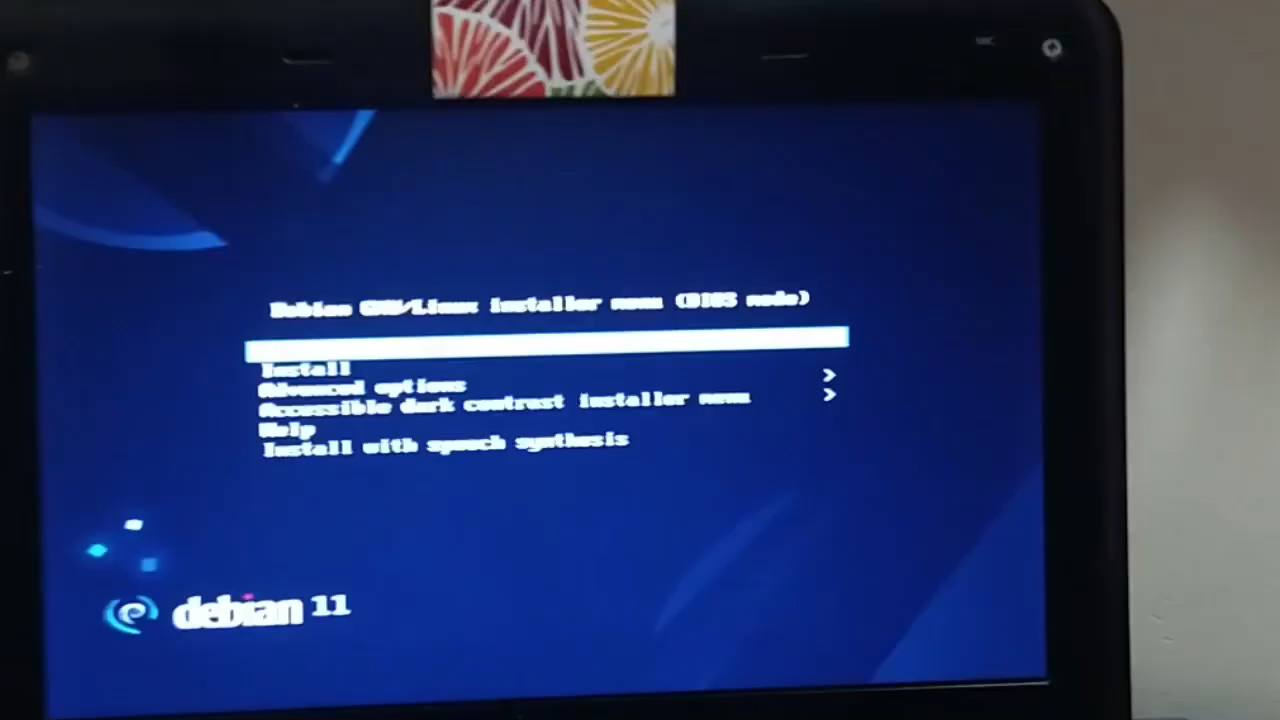 Debian GNU/Linux installer menu (BIOS mode)
Install
Advanced options >
Accessible dark contrast installer menu >
Help
Install with speech synthesis
debian 11